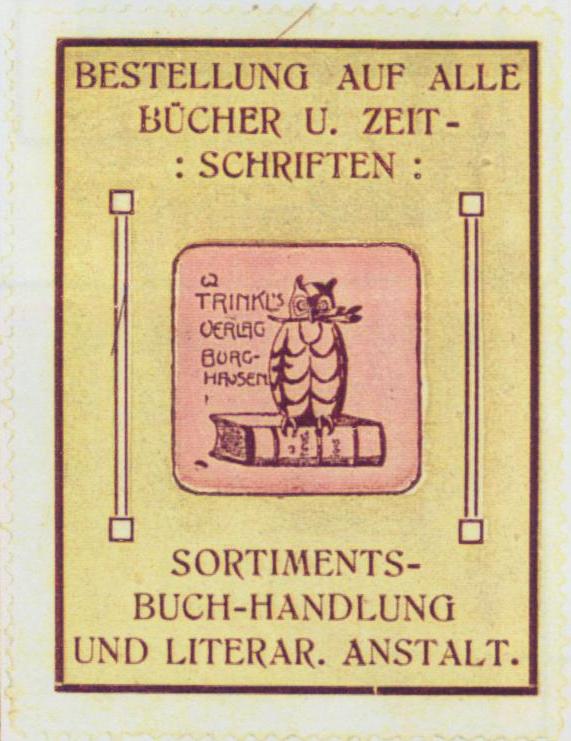 BESTELLUNG AUF ALLE
BÜCHER U. ZEIT-
: SCHRIFTEN :
W
TRINKL'S
VERLAG
BURG-
HAUSEN
SORTIMENTS-
BUCH-HANDLUNG
UND LITERAR. ANSTALT.